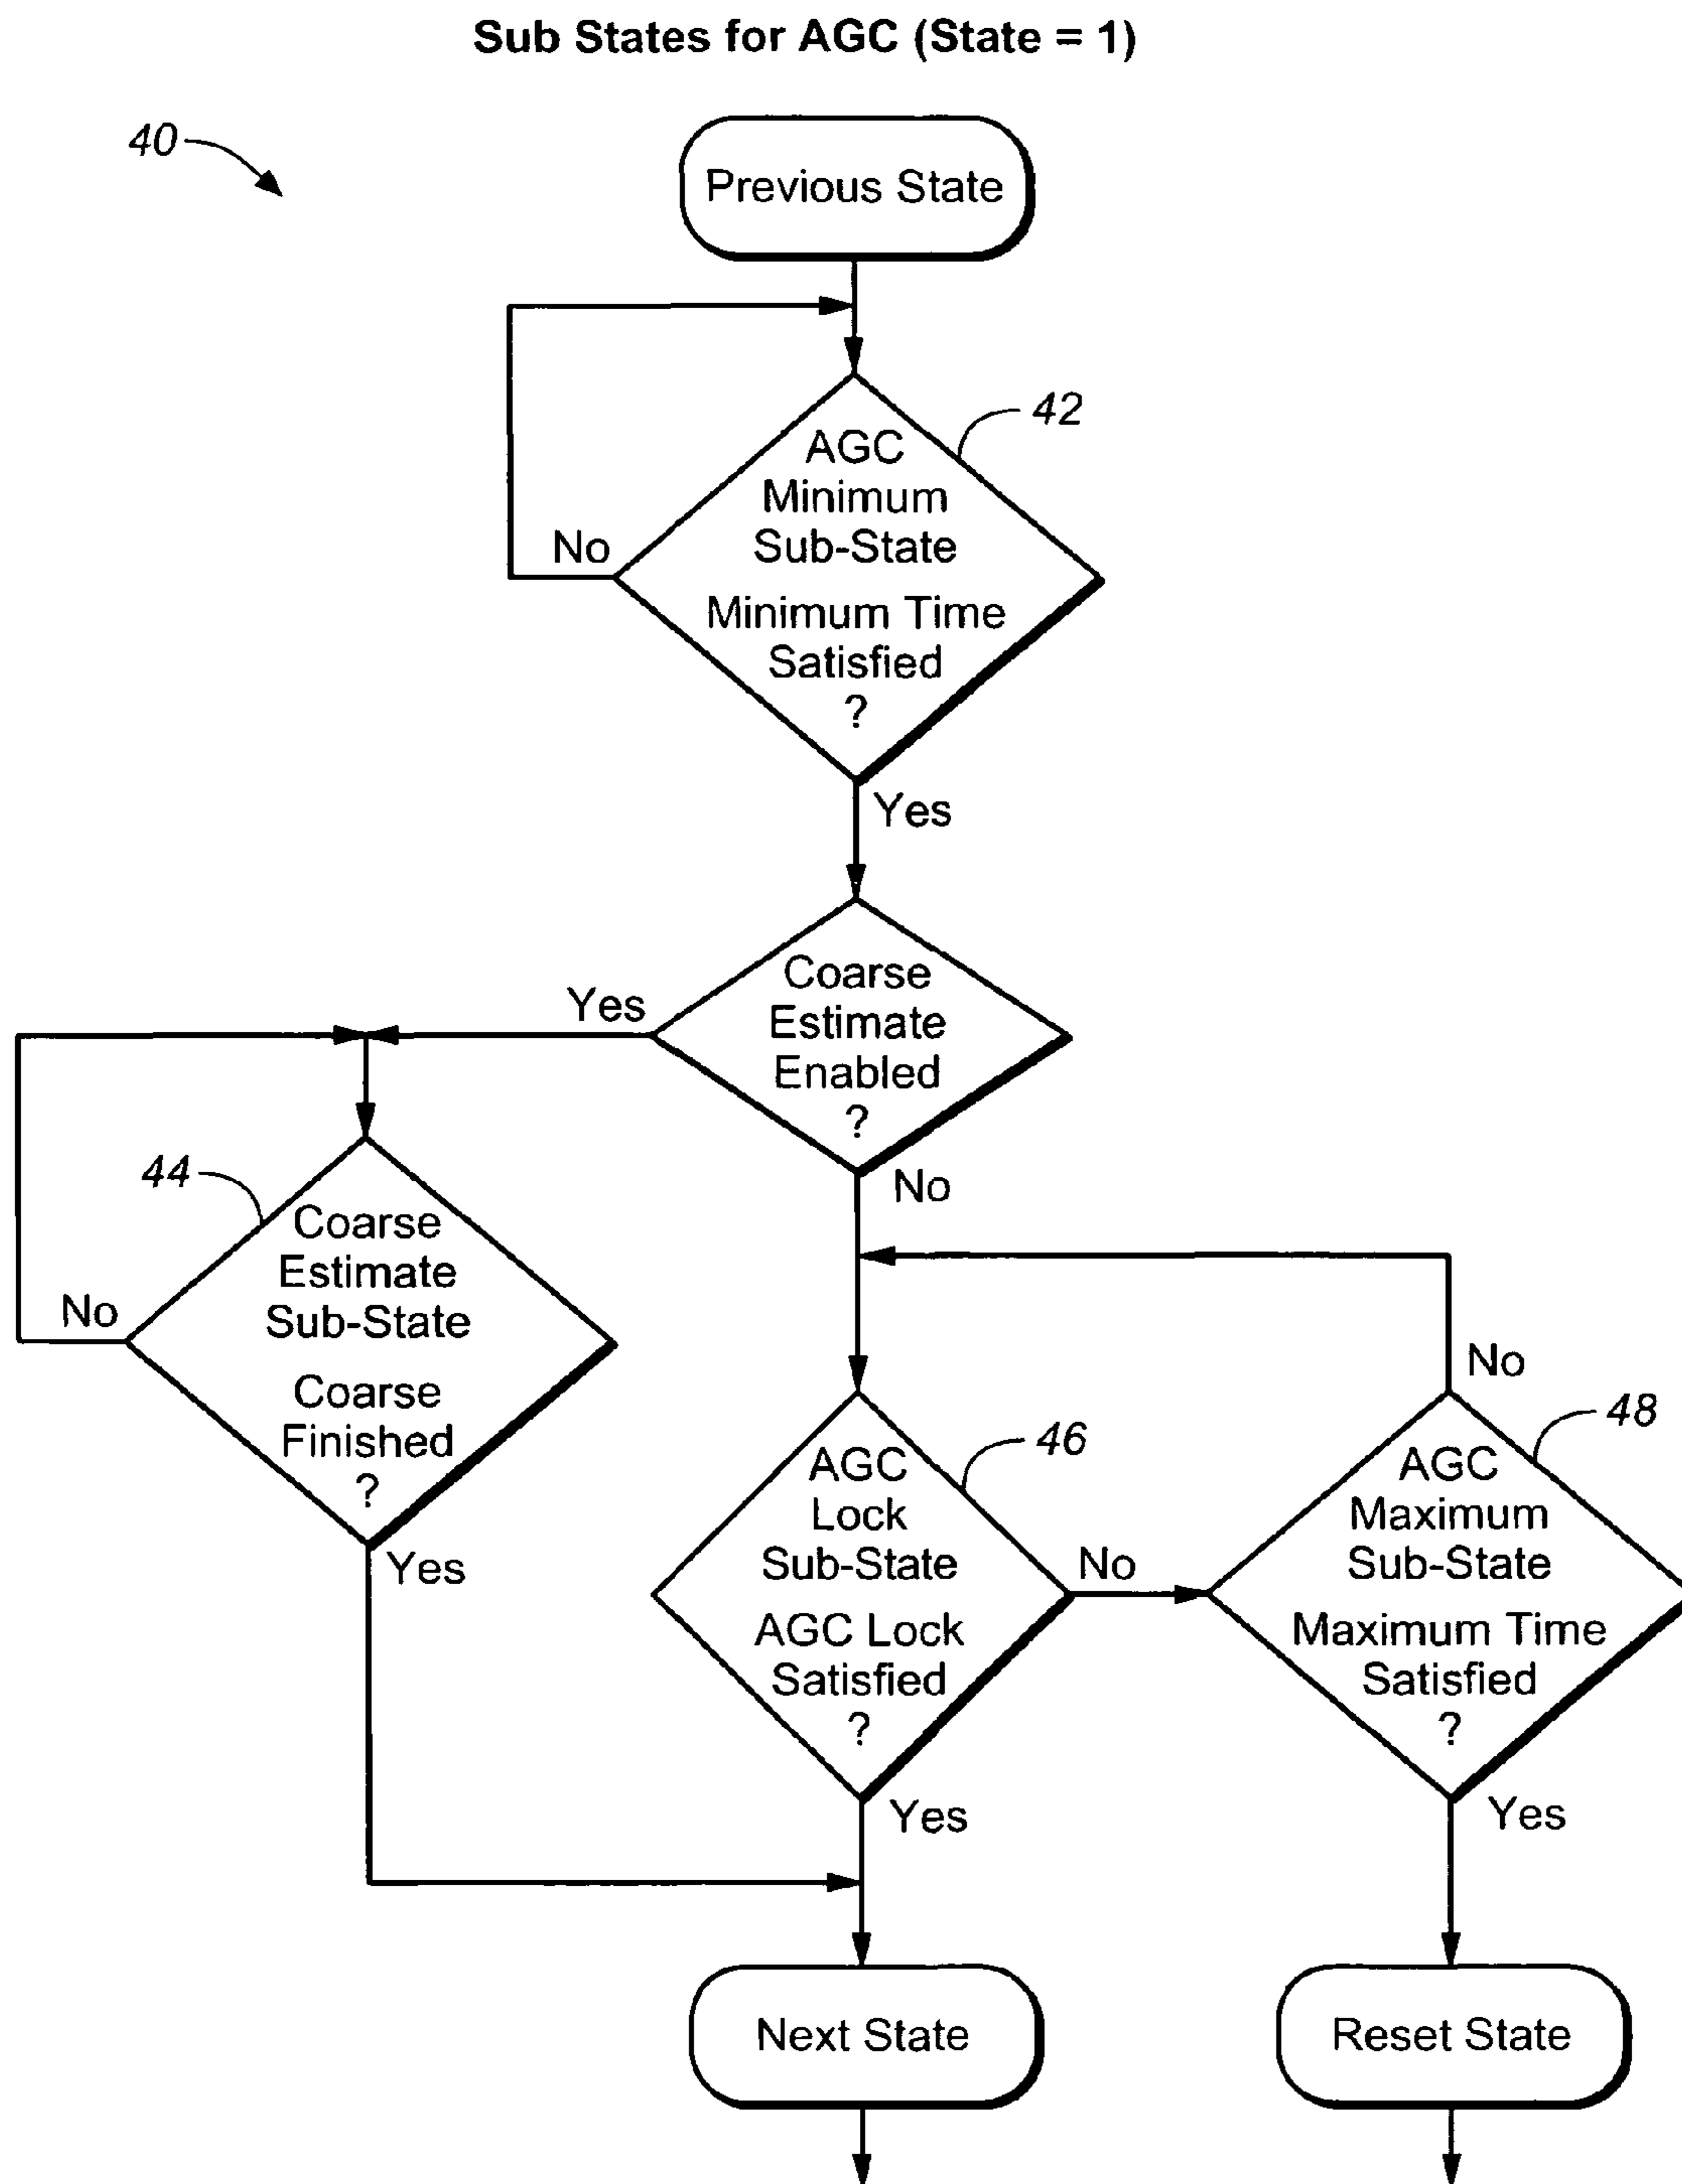 Sub States for AGC (State = 1)
40
Previous State
42
AGC
Minimum
Sub-State
Minimum Time
Satisfied
?
No
Yes
Coarse
Estimate
Enabled
?
Yes
No
44
Coarse
Estimate
Sub-State
Coarse
Finished
?
No
Yes
46
AGC
Lock
Sub-State
AGC Lock
Satisfied
?
No
Yes
48
No
AGC
Maximum
Sub-State
Maximum Time
Satisfied
?
Yes
Next State
Reset State